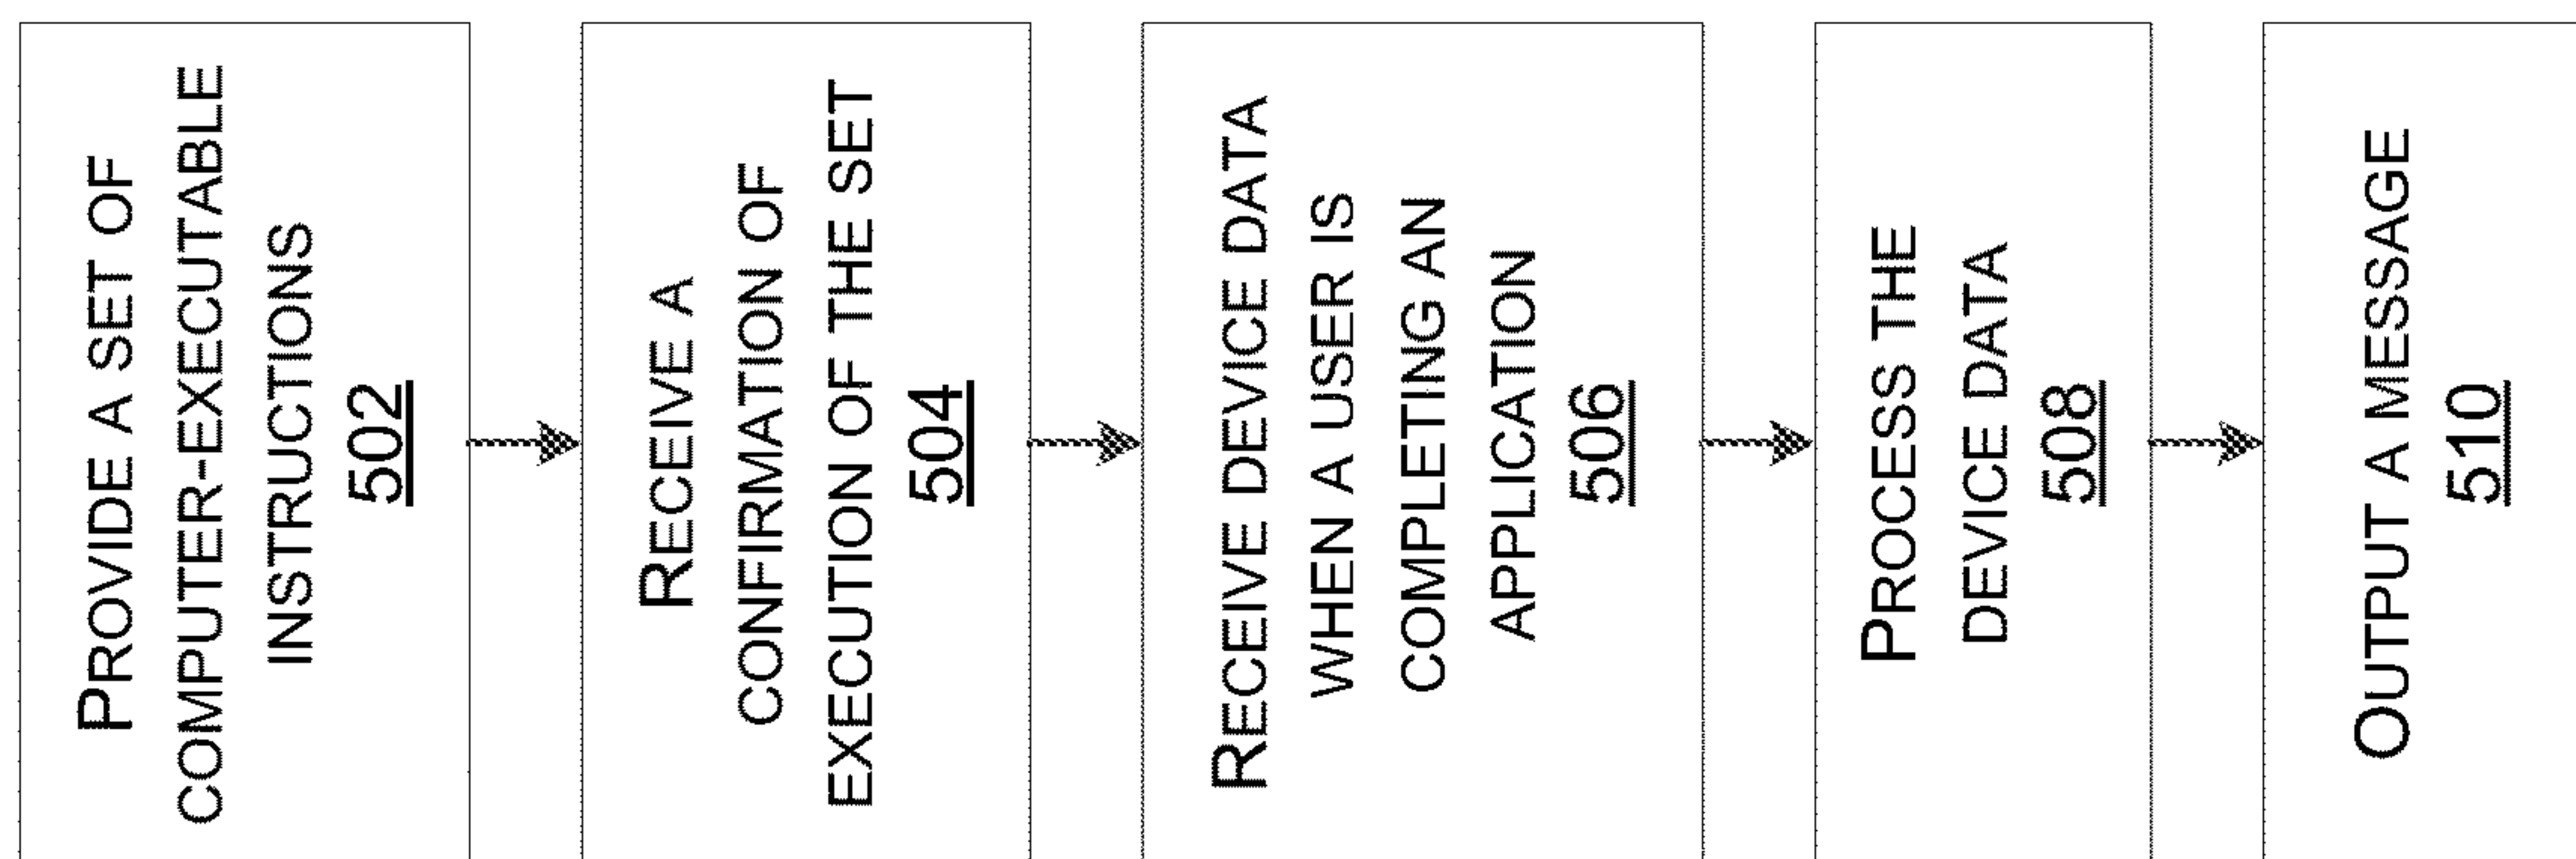 PROVIDE A SET OF
COMPUTER-EXECUTABLE
INSTRUCTIONS
502
RECEIVE A
CONFIRMATION OF
EXECUTION OF THE SET
504
RECEIVE DEVICE DATA
WHEN A USER IS
COMPLETING AN
APPLICATION
506
PROCESS THE
DEVICE DATA
508
OUTPUT A MESSAGE
510